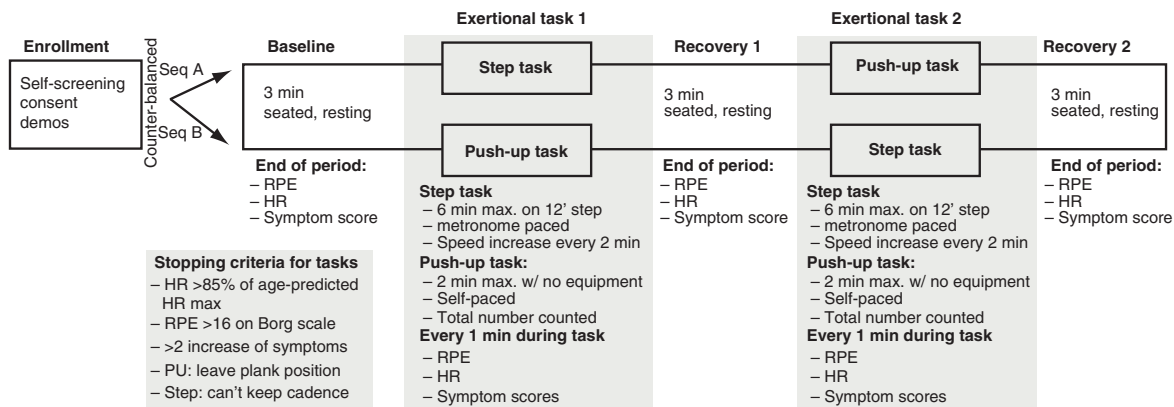 Exertional task 1
Exertional task 2
Enrollment
Baseline
Recovery 1
Recovery 2
Self-screening
consent
demos
Counter-balanced
Seq A
Seq B
3 min
seated, resting
Step task
Push-up task
3 min
seated, resting
Push-up task
Step task
3 min
seated, resting
End of period:
– RPE
– HR
– Symptom score
Step task
– 6 min max. on 12' step
– metronome paced
– Speed increase every 2 min
Push-up task:
– 2 min max. w/ no equipment
– Self-paced
– Total number counted
Every 1 min during task
– RPE
– HR
– Symptom scores
End of period:
– RPE
– HR
– Symptom score
Step task
– 6 min max. on 12' step
– metronome paced
– Speed increase every 2 min
Push-up task:
– 2 min max. w/ no equipment
– Self-paced
– Total number counted
Every 1 min during task
– RPE
– HR
– Symptom scores
End of period:
– RPE
– HR
– Symptom score
Stopping criteria for tasks
– HR >85% of age-predicted
HR max
– RPE >16 on Borg scale
– >2 increase of symptoms
– PU: leave plank position
– Step: can't keep cadence